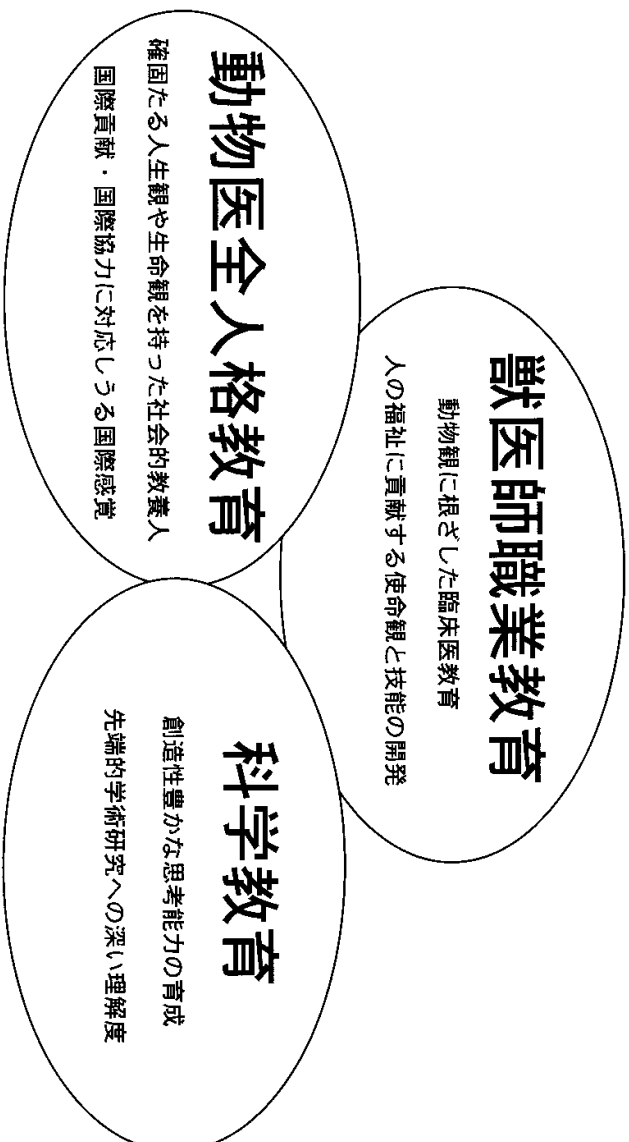 獣医師職業教育
動物観に根ざした臨床医教育
人の福祉に貢献する使命観と技能の開発
動物医全人格教育
確固たる人生観や生命観を持った社会的教養人
国際貢献・国際協力に対応しうる国際感覚
科学教育
創造性豊かな思考能力の育成
先端的学術研究への深い理解度